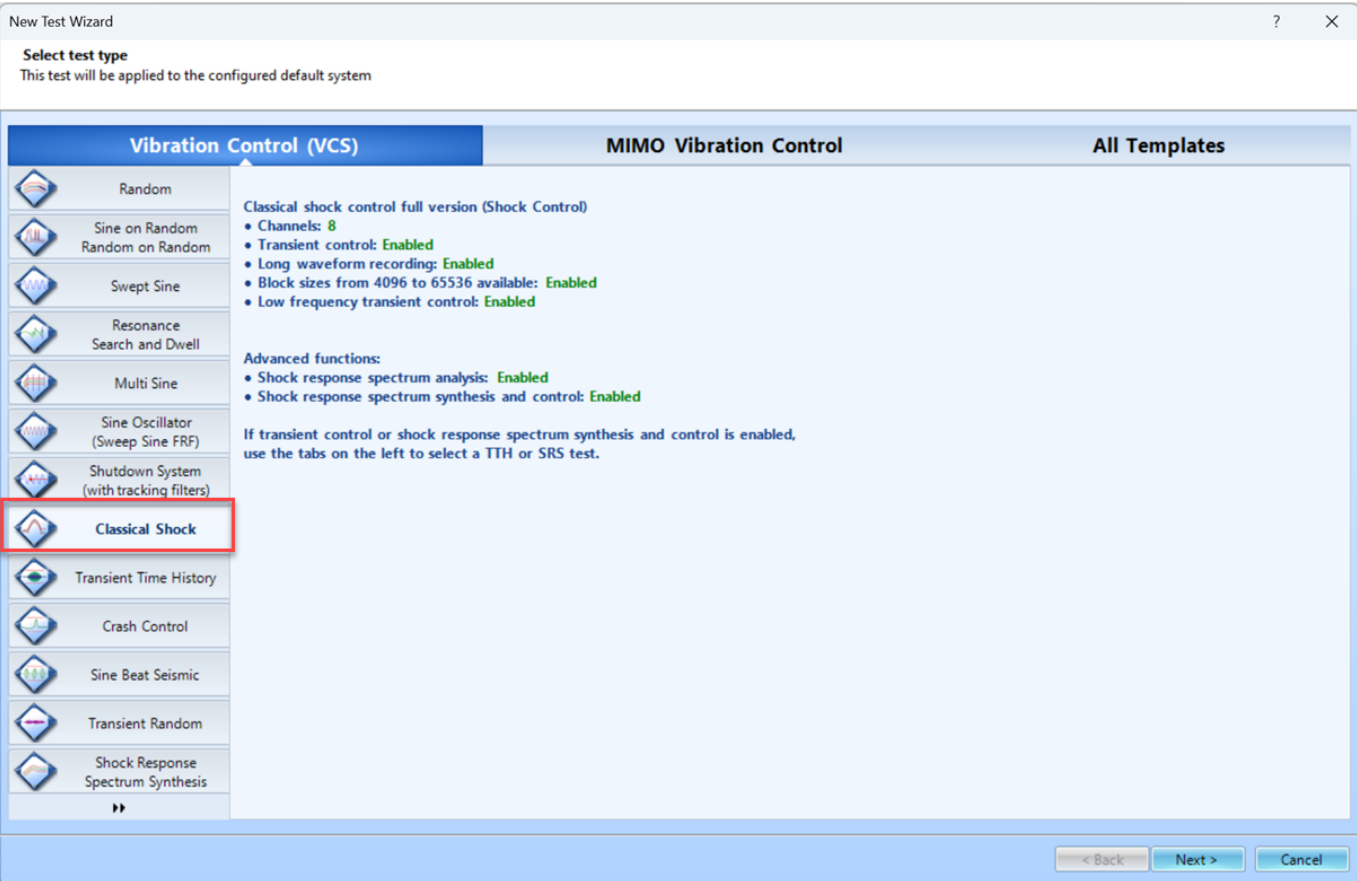 New Test Wizard
?
Select test type
This test will be applied to the configured default system
Vibration Control (VCS)
MIMO Vibration Control
All Templates
Random
Sine on Random
Random on Random
Swept Sine
Resonance
Search and Dwell
Multi Sine
Sine Oscillator
(Sweep Sine FRF)
Shutdown System
(with tracking filters)
Classical Shock
Transient Time History
Crash Control
Sine Beat Seismic
Transient Random
Shock Response
Spectrum Synthesis
Classical shock control full version (Shock Control)
• Channels: 8
• Transient control: Enabled
• Long waveform recording: Enabled
• Block sizes from 4096 to 65536 available: Enabled
• Low frequency transient control: Enabled
Advanced functions:
• Shock response spectrum analysis: Enabled
• Shock response spectrum synthesis and control: Enabled
If transient control or shock response spectrum synthesis and control is enabled,
use the tabs on the left to select a TTH or SRS test.
< Back
Next >
Cancel